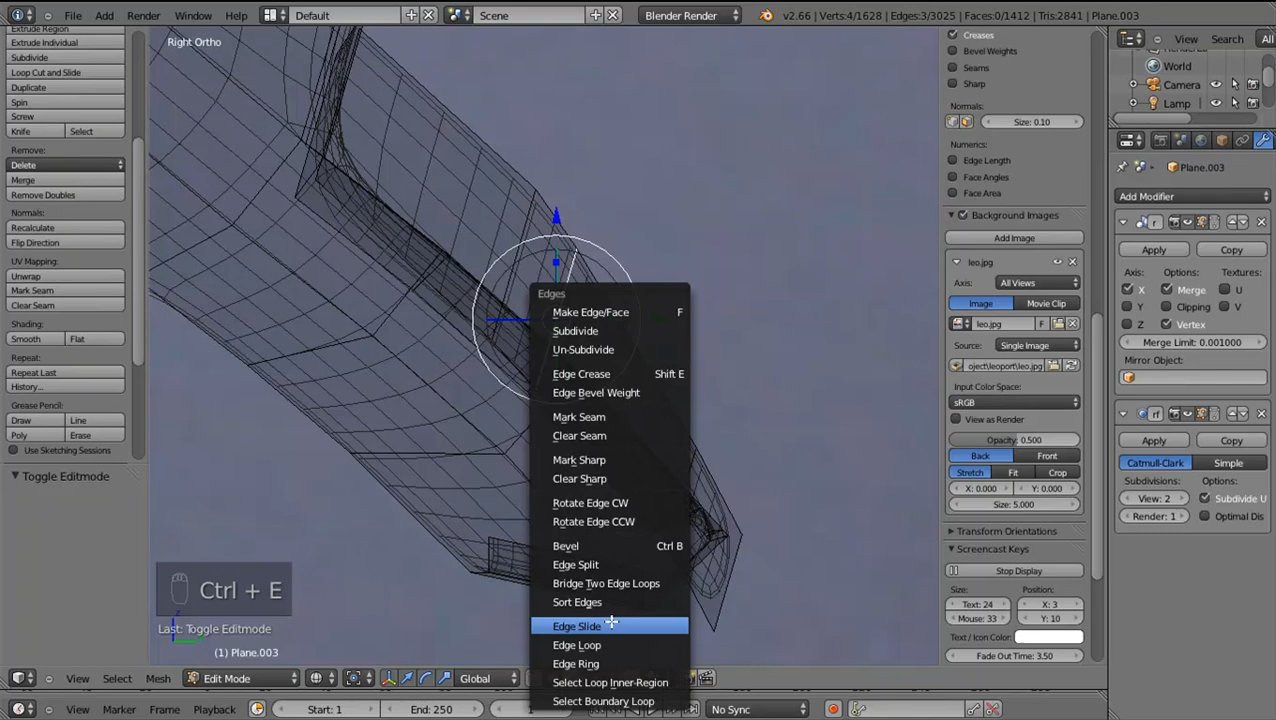 File Add Render Window Help Default Scene Blender Render v2.66 | Verts:4/1628 | Edges:3/3025 | Faces:0/1412 | Tris:2841 | Plane.003
Extrude Region
Extrude Individual
Subdivide
Loop Cut and Slide
Duplicate
Spin
Screw
Knife Select
Remove:
Delete
Merge
Remove Doubles
Normals:
Recalculate
Flip Direction
UV Mapping:
Unwrap
Mark Seam
Clear Seam
Shading:
Smooth Flat
Repeat:
Repeat Last
History...
Grease Pencil:
Draw Line
Poly Erase
Use Sketching Sessions
Toggle Editmode
Right Ortho
Edges
Make Edge/Face F
Subdivide
Un-Subdivide
Edge Crease Shift E
Edge Bevel Weight
Mark Seam
Clear Seam
Mark Sharp
Clear Sharp
Rotate Edge CW
Rotate Edge CCW
Bevel Ctrl B
Edge Split
Bridge Two Edge Loops
Sort Edges
Edge Slide
Edge Loop
Edge Ring
Select Loop Inner-Region
Select Boundary Loop
Ctrl + E
Last: Toggle Editmode
(1) Plane.003
Creases
Bevel Weights
Seams
Sharp
Normals:
Size: 0.10
Numerics:
Edge Length
Face Angles
Face Area
Background Images
Add Image
leo.jpg
Axis: All Views
Image Movie Clip
leo.jpg F
Source: Single Image
oject\leoport\leo.jpg
Input Color Space:
sRGB
View as Render
Opacity: 0.500
Back Front
Stretch Fit Crop
X: 0.000 Y: 0.000
Size: 5.000
Transform Orientations
Screencast Keys
Stop Display
Size: Position:
Text: 24 X: 3
Mouse: 33 Y: 10
Text / Icon Color:
Fade Out Time: 3.50
View Search All
World
Camera
Lamp
Plane.003
Add Modifier
Apply Copy
Axis: Options: Textures:
X Merge U
Y Clipping V
Z Vertex
Merge Limit: 0.001000
Mirror Object:
Apply Copy
Catmull-Clark Simple
Subdivisions: Options:
View: 2 Subdivide U
Render: 1 Optimal Dis
View Select Mesh Edit Mode Global
View Marker Frame Playback Start: 1 End: 250 1 No Sync